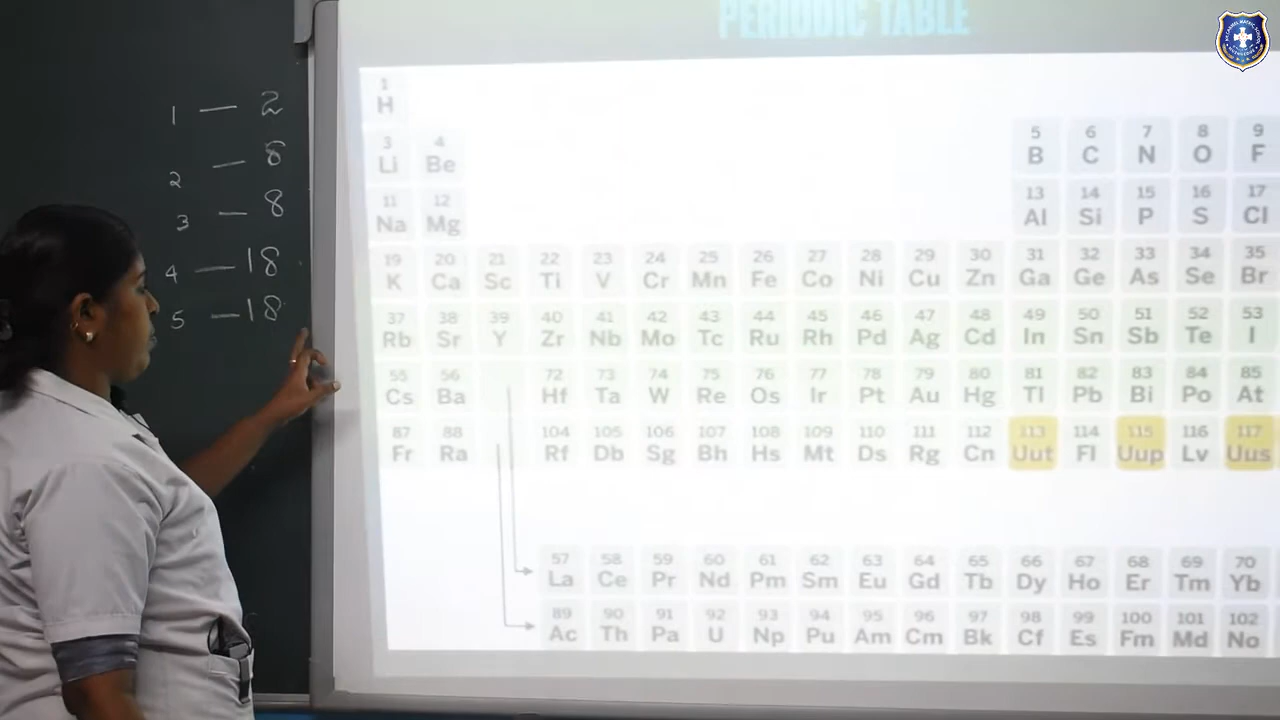 PERIODIC TABLE
1 — 2
2 — 8
3 — 8
4 — 18
5 — 18
1
H
3 4 5 6 7 8 9
Li Be B C N O F
11 12 13 14 15 16 17
Na Mg Al Si P S Cl
19 20 21 22 23 24 25 26 27 28 29 30 31 32 33 34 35
K Ca Sc Ti V Cr Mn Fe Co Ni Cu Zn Ga Ge As Se Br
37 38 39 40 41 42 43 44 45 46 47 48 49 50 51 52 53
Rb Sr Y Zr Nb Mo Tc Ru Rh Pd Ag Cd In Sn Sb Te I
55 56 72 73 74 75 76 77 78 79 80 81 82 83 84 85
Cs Ba Hf Ta W Re Os Ir Pt Au Hg Tl Pb Bi Po At
87 88 104 105 106 107 108 109 110 111 112 113 114 115 116 117
Fr Ra Rf Db Sg Bh Hs Mt Ds Rg Cn Uut Fl Uup Lv Uus
57 58 59 60 61 62 63 64 65 66 67 68 69 70
La Ce Pr Nd Pm Sm Eu Gd Tb Dy Ho Er Tm Yb
89 90 91 92 93 94 95 96 97 98 99 100 101 102
Ac Th Pa U Np Pu Am Cm Bk Cf Es Fm Md No